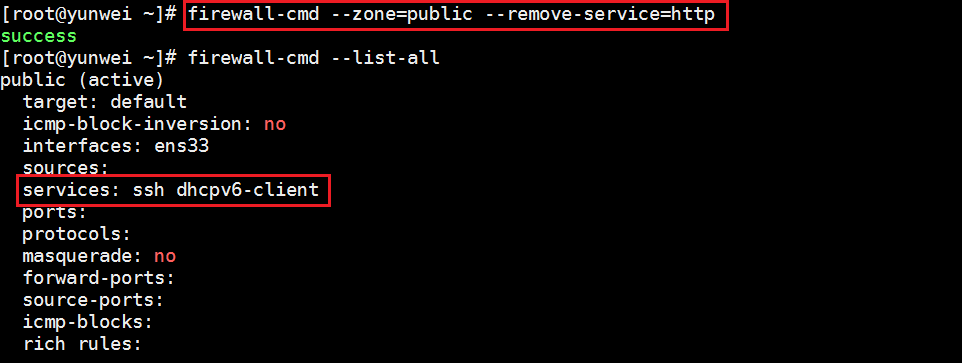 [root@yunwei ~]# firewall-cmd --zone=public --remove-service=http
success
[root@yunwei ~]# firewall-cmd --list-all
public (active)
  target: default
  icmp-block-inversion: no
  interfaces: ens33
  sources:
  services: ssh dhcpv6-client
  ports:
  protocols:
  masquerade: no
  forward-ports:
  source-ports:
  icmp-blocks:
  rich rules: